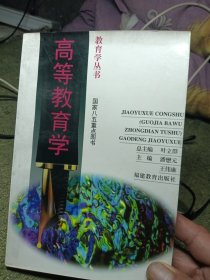 教育学丛书
高等教育学
国家八五重点图书
JIAOYUXUE CONGSHU
(GUOJIA BAWU
ZHONGDIAN TUSHU)
GAODENG JIAOYUXUE
总主编 叶立群
主 编 潘懋元
王伟廉
福建教育出版社